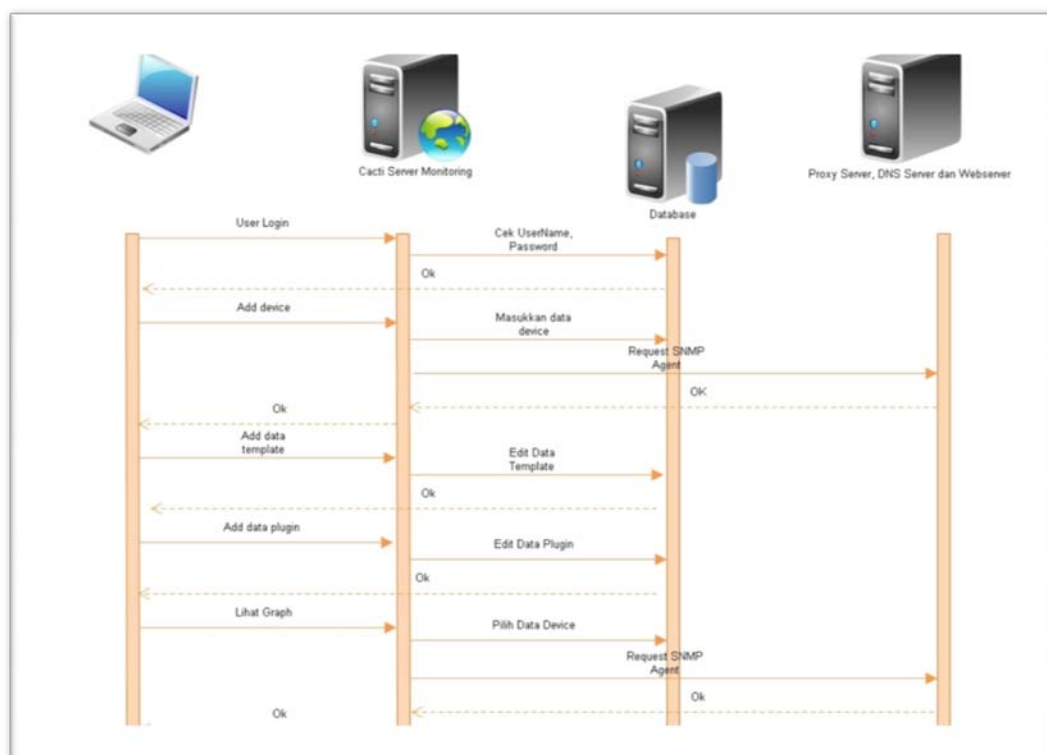 Cacti Server Monitoring
Proxy Server, DNS Server dan Webserver
Database
User Login
Cek UserName,
Password
Ok
Add device
Masukkan data
device
Request SNMP
Agent
OK
Ok
Add data
template
Edit Data
Template
Ok
Add data plugin
Edit Data Plugin
Ok
Lihat Graph
Pilih Data Device
Request SNMP
Agent
Ok
Ok